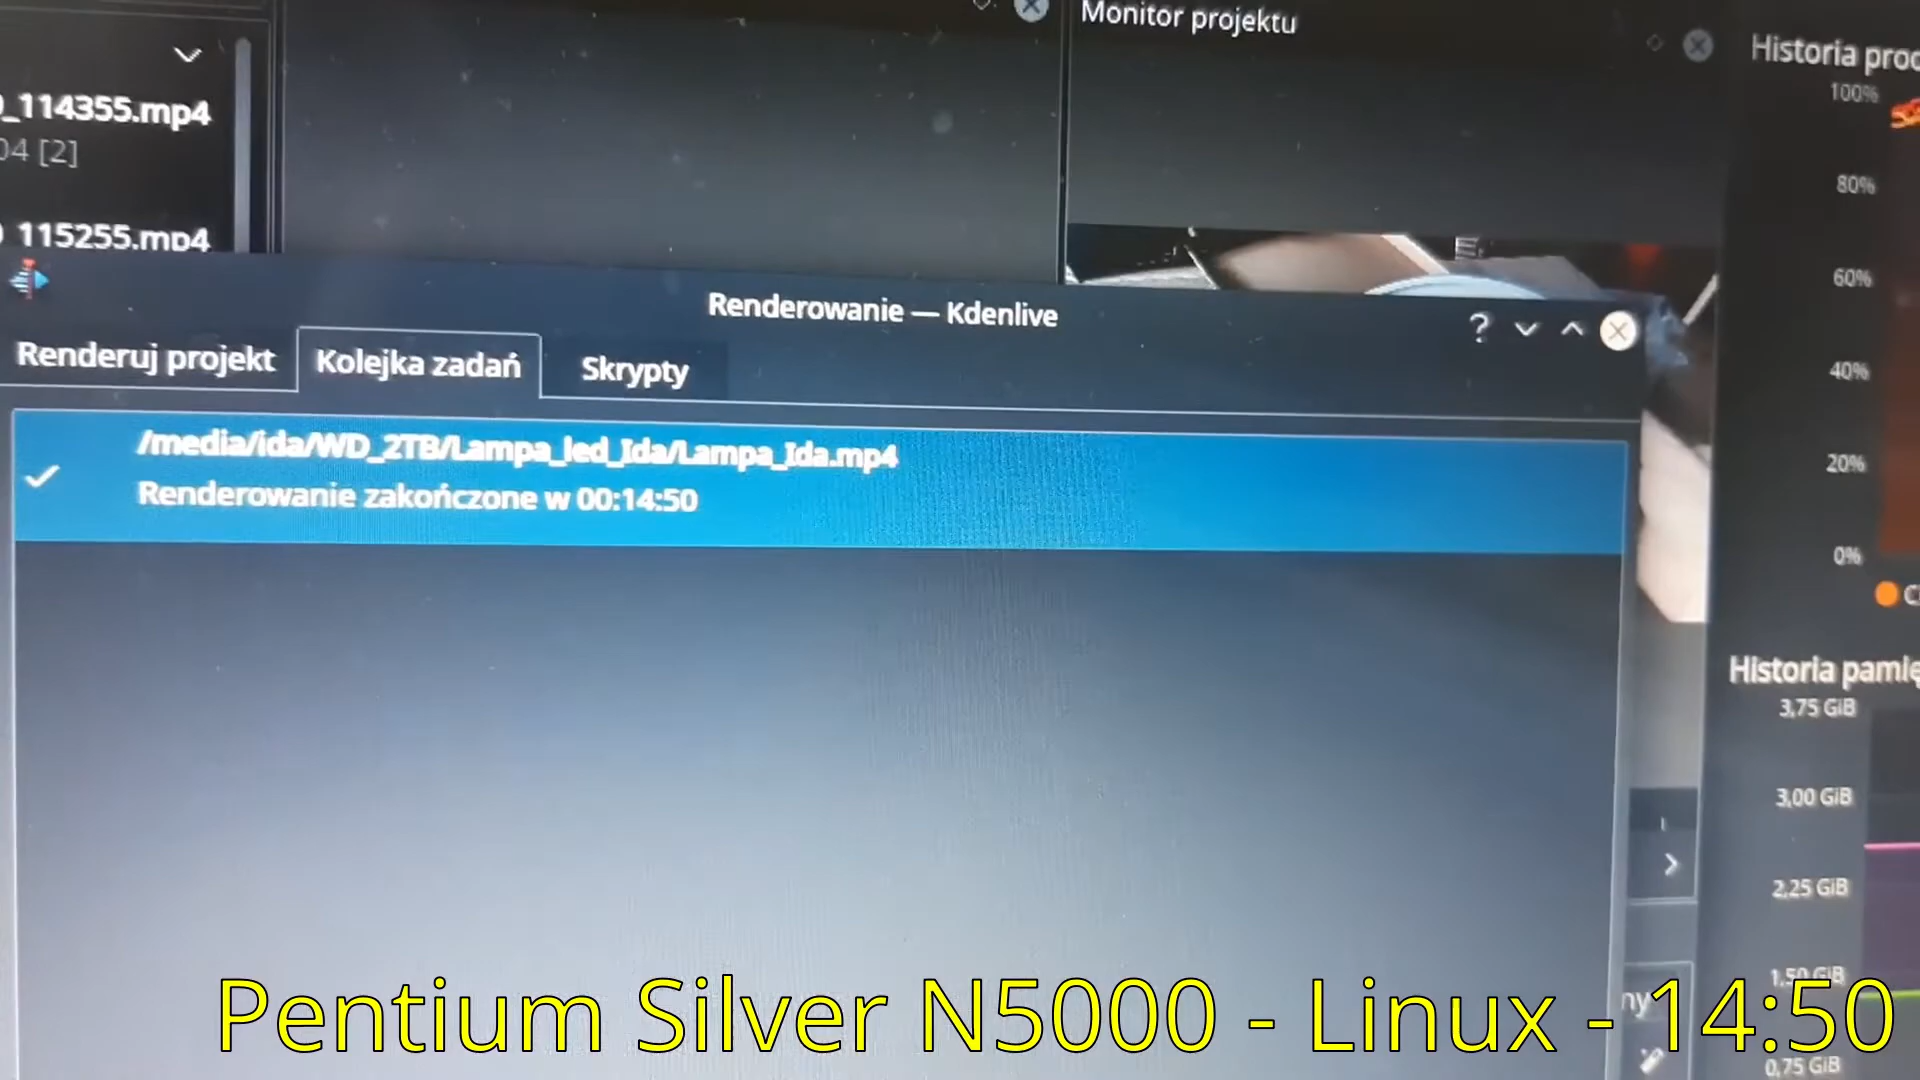 Monitor projektu
_114355.mp4
04 [2]
115255.mp4
Historia proc
100%
80%
60%
40%
20%
0%
Renderowanie — Kdenlive
Renderuj projekt
Kolejka zadań
Skrypty
/media/ida/WD_2TB/Lampa_led_Ida/Lampa_Ida.mp4
Renderowanie zakończone w 00:14:50
Historia pamię
3,75 GiB
3,00 GiB
2,25 GiB
1,50 GiB
0,75 GiB
ny
Pentium Silver N5000 - Linux - 14:50